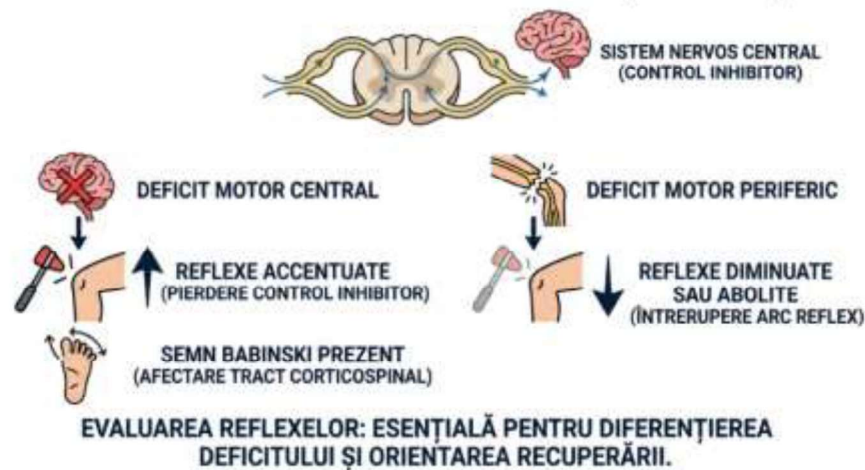 SISTEM NERVOS CENTRAL
(CONTROL INHIBITOR)
DEFICIT MOTOR CENTRAL
REFLEXE ACCENTUATE
(PIERDERE CONTROL INHIBITOR)
SEMN BABINSKI PREZENT
(AFECTARE TRACT CORTICOSPINAL)
DEFICIT MOTOR PERIFERIC
REFLEXE DIMINUATE
SAU ABOLITE
(ÎNTRERUPERE ARC REFLEX)
EVALUAREA REFLEXELOR: ESENȚIALĂ PENTRU DIFERENȚIEREA
DEFICITULUI ȘI ORIENTAREA RECUPERĂRII.